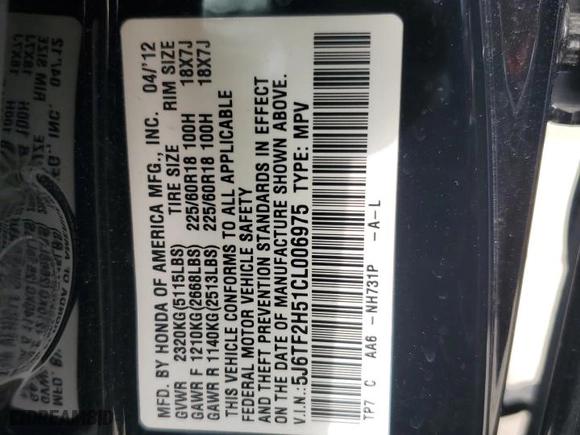 MFD. BY HONDA OF AMERICA MFG., INC. 04/'12
GVWR 2320KG(5115LBS) TIRE SIZE RIM SIZE
GAWR F 1210KG(2668LBS) 225/60R18 100H 18X7J
GAWR R 1140KG(2513LBS) 225/60R18 100H 18X7J
THIS VEHICLE CONFORMS TO ALL APPLICABLE
FEDERAL MOTOR VEHICLE SAFETY
AND THEFT PREVENTION STANDARDS IN EFFECT
ON THE DATE OF MANUFACTURE SHOWN ABOVE.
V.I.N.:5J6TF2H51CL006975 TYPE: MPV
TP7 C AA6 -NH731P -A-L